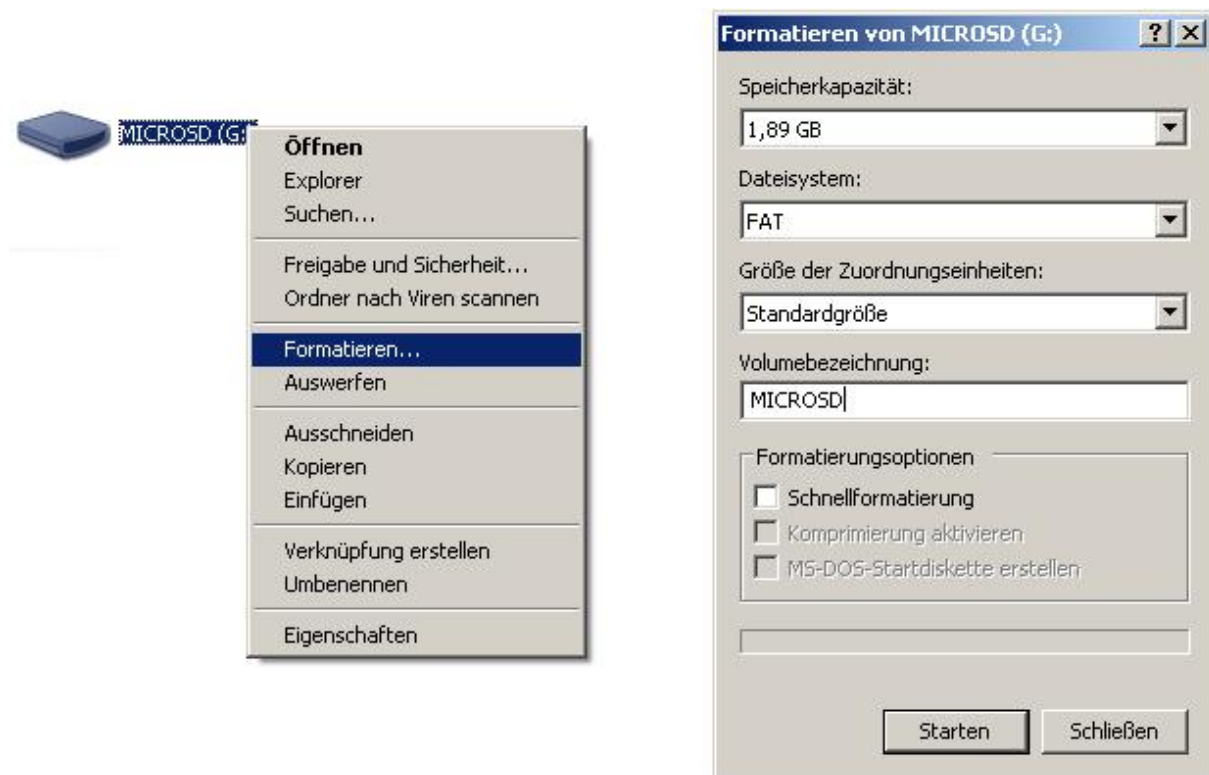 MICROSD (G:
Öffnen
Explorer
Suchen...
Freigabe und Sicherheit...
Ordner nach Viren scannen
Formatieren...
Auswerfen
Ausschneiden
Kopieren
Einfügen
Verknüpfung erstellen
Umbenennen
Eigenschaften
Formatieren von MICROSD (G:)
Speicherkapazität:
1,89 GB
Dateisystem:
FAT
Größe der Zuordnungseinheiten:
Standardgröße
Volumebezeichnung:
MICROSD
Formatierungsoptionen
Schnellformatierung
Komprimierung aktivieren
MS-DOS-Startdiskette erstellen
Starten
Schließen